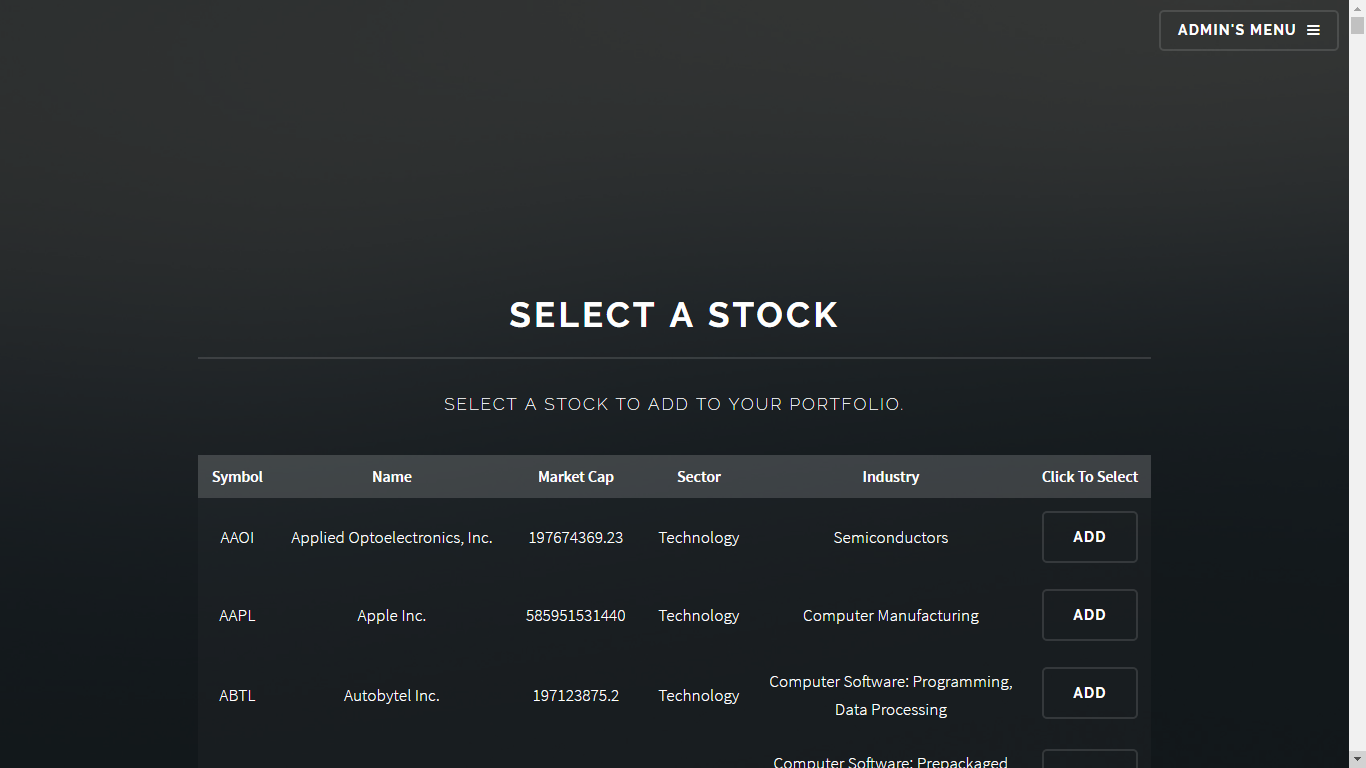 ADMIN'S MENU
SELECT A STOCK
SELECT A STOCK TO ADD TO YOUR PORTFOLIO.
Symbol Name Market Cap Sector Industry Click To Select
AAOI Applied Optoelectronics, Inc. 197674369.23 Technology Semiconductors ADD
AAPL Apple Inc. 585951531440 Technology Computer Manufacturing ADD
ABTL Autobytel Inc. 197123875.2 Technology Computer Software: Programming, ADD
Data Processing
Computer Software: Prepackaged